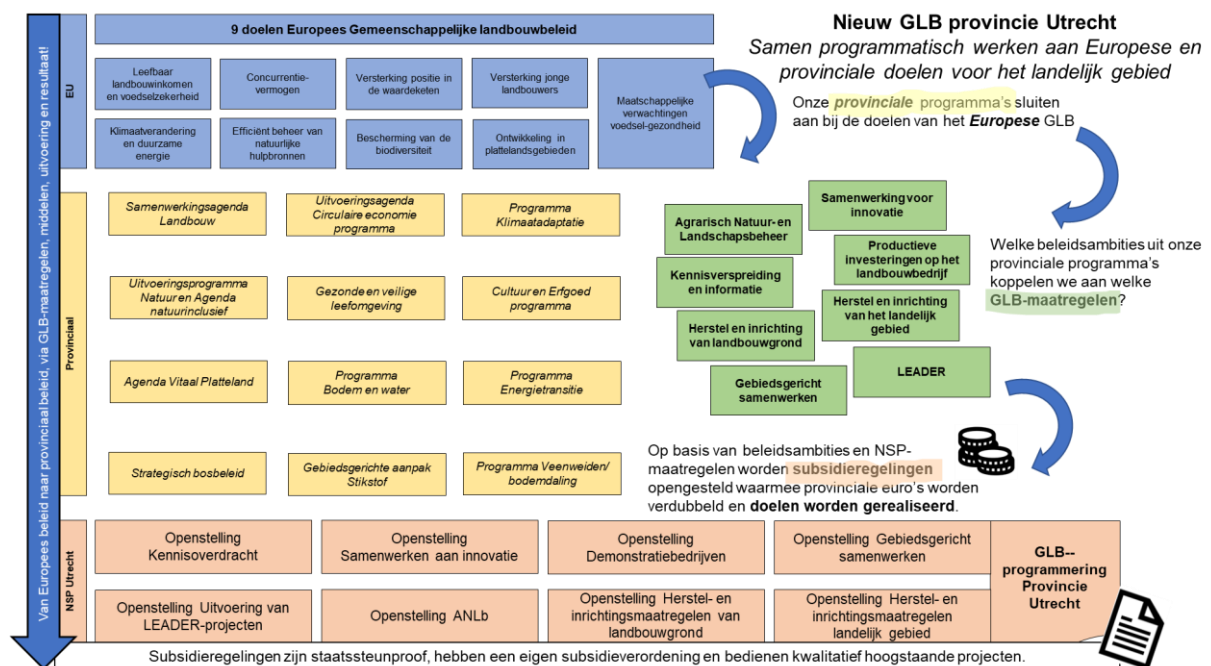 Van Europees beleid naar provinciaal beleid, via GLB-maatregelen, middelen, uitvoering en resultaat!
EU
9 doelen Europees Gemeenschappelijke landbouwbeleid
Leefbaar
landbouwinkomen
en voedselzekerheid
Concurrentie-
vermogen
Versterking positie in
de waardeketen
Versterking jonge
landbouwers
Maatschappelijke
verwachtingen
voedsel-gezondheid
Klimaatverandering
en duurzame
energie
Efficiënt beheer van
natuurlijke
hulpbronnen
Bescherming van de
biodiversiteit
Ontwikkeling in
plattelandsgebieden
Nieuw GLB provincie Utrecht
Samen programmatisch werken aan Europese en
provinciale doelen voor het landelijk gebied
Onze provinciale programma's sluiten
aan bij de doelen van het Europese GLB
Provinciaal
Samenwerkingsagenda
Landbouw
Uitvoeringsagenda
Circulaire economie
programma
Programma
Klimaatadaptatie
Uitvoeringsprogramma
Natuur en Agenda
natuurinclusief
Gezonde en veilige
leefomgeving
Cultuur en Erfgoed
programma
Agenda Vitaal Platteland
Programma
Bodem en water
Programma
Energietransitie
Strategisch bosbeleid
Gebiedsgerichte aanpak
Stikstof
Programma Veenweiden/
bodemdaling
Samenwerking voor
innovatie
Agrarisch Natuur- en
Landschapsbeheer
Productieve
investeringen op het
landbouwbedrijf
Kennisverspreiding
en informatie
Herstel en inrichting
van het landelijk
gebied
Herstel en inrichting
van landbouwgrond
LEADER
Gebiedsgericht
samenwerken
Welke beleidsambities uit onze
provinciale programma's
koppelen we aan welke
GLB-maatregelen?
Op basis van beleidsambities en NSP-
maatregelen worden subsidieregelingen
opengesteld waarmee provinciale euro's worden
verdubbeld en doelen worden gerealiseerd.
NSP Utrecht
Openstelling
Kennisoverdracht
Openstelling
Samenwerken aan innovatie
Openstelling
Demonstratiebedrijven
Openstelling Gebiedsgericht
samenwerken
GLB--
programmering
Provincie
Utrecht
Openstelling Uitvoering van
LEADER-projecten
Openstelling ANLb
Openstelling Herstel- en
inrichtingsmaatregelen van
landbouwgrond
Openstelling Herstel- en
inrichtingsmaatregelen
landelijk gebied
Subsidieregelingen zijn staatssteunproof, hebben een eigen subsidieverordening en bedienen kwalitatief hoogstaande projecten.